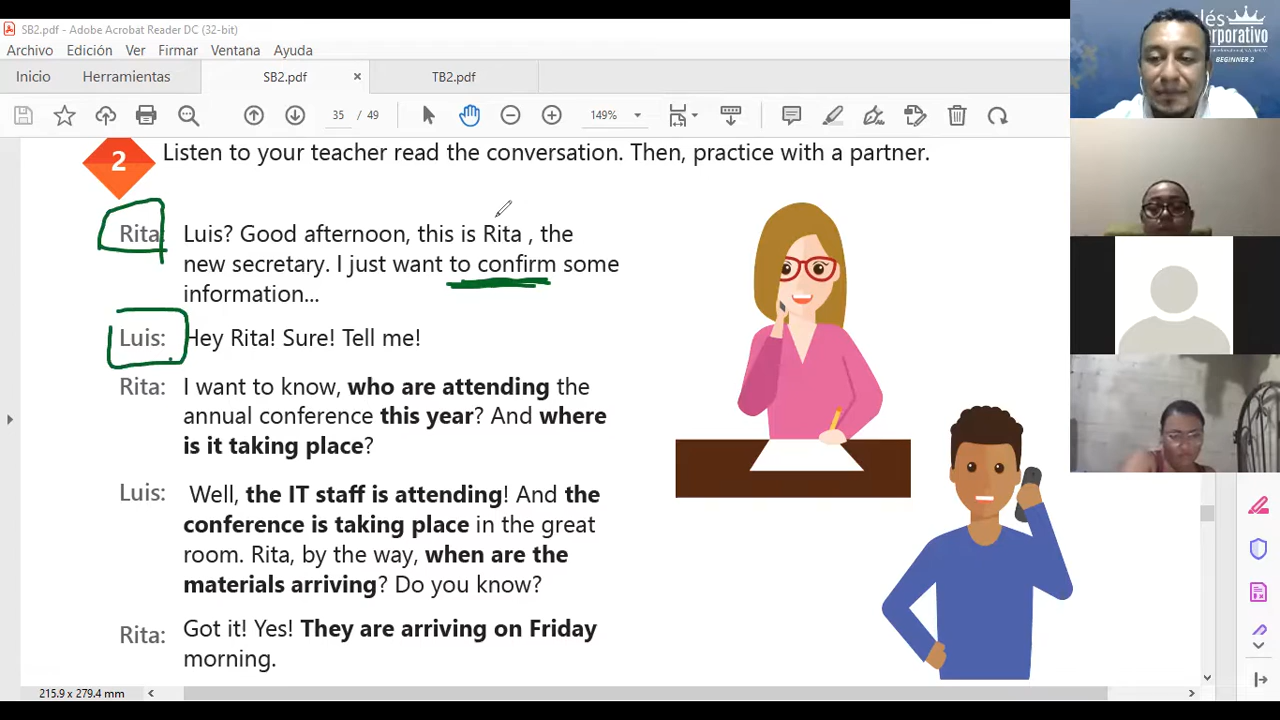 SB2.pdf - Adobe Acrobat Reader DC (32-bit)
Archivo Edición Ver Firmar Ventana Ayuda
Inicio Herramientas SB2.pdf × TB2.pdf
35 / 49 149%
2 Listen to your teacher read the conversation. Then, practice with a partner.
Rita: Luis? Good afternoon, this is Rita , the
new secretary. I just want to confirm some
information...
Luis: Hey Rita! Sure! Tell me!
Rita: I want to know, who are attending the
annual conference this year? And where
is it taking place?
Luis: Well, the IT staff is attending! And the
conference is taking place in the great
room. Rita, by the way, when are the
materials arriving? Do you know?
Rita: Got it! Yes! They are arriving on Friday
morning.
215.9 x 279.4 mm
BEGINNER 2